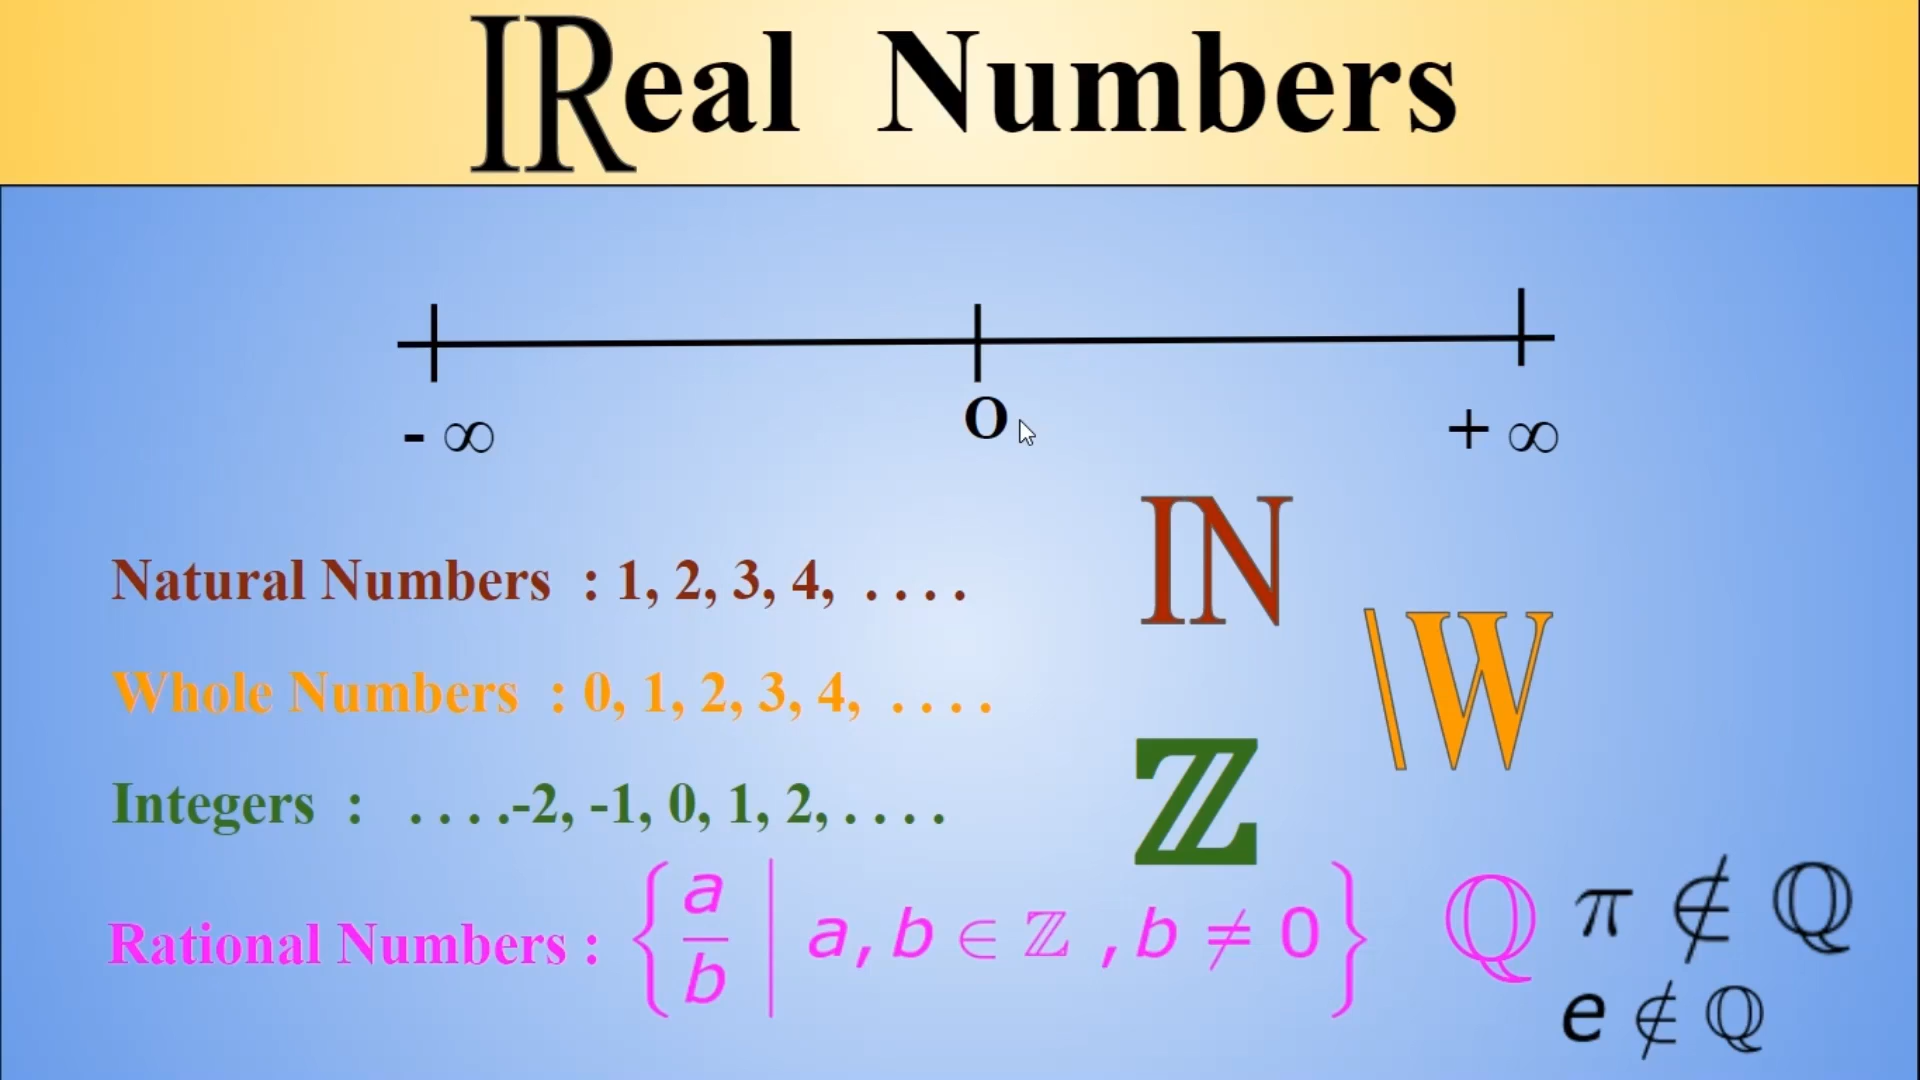 ℝeal Numbers
- ∞ O + ∞
Natural Numbers : 1, 2, 3, 4, . . . . ℕ
Whole Numbers : 0, 1, 2, 3, 4, . . . . 𝕎
Integers : . . . .-2, -1, 0, 1, 2, . . . . ℤ
Rational Numbers : { a/b | a, b ∈ ℤ , b ≠ 0 } ℚ π ∉ ℚ
e ∉ ℚ